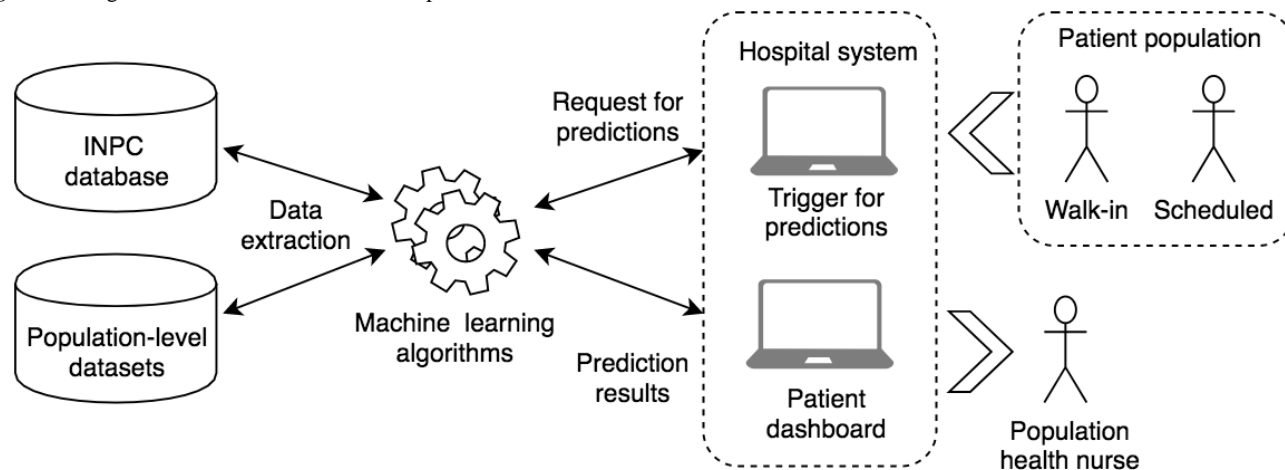 INPC
database
Population-level
datasets
Data
extraction
Machine learning
algorithms
Request for
predictions
Prediction
results
Hospital system
Trigger for
predictions
Patient
dashboard
Patient population
Walk-in
Scheduled
Population
health nurse